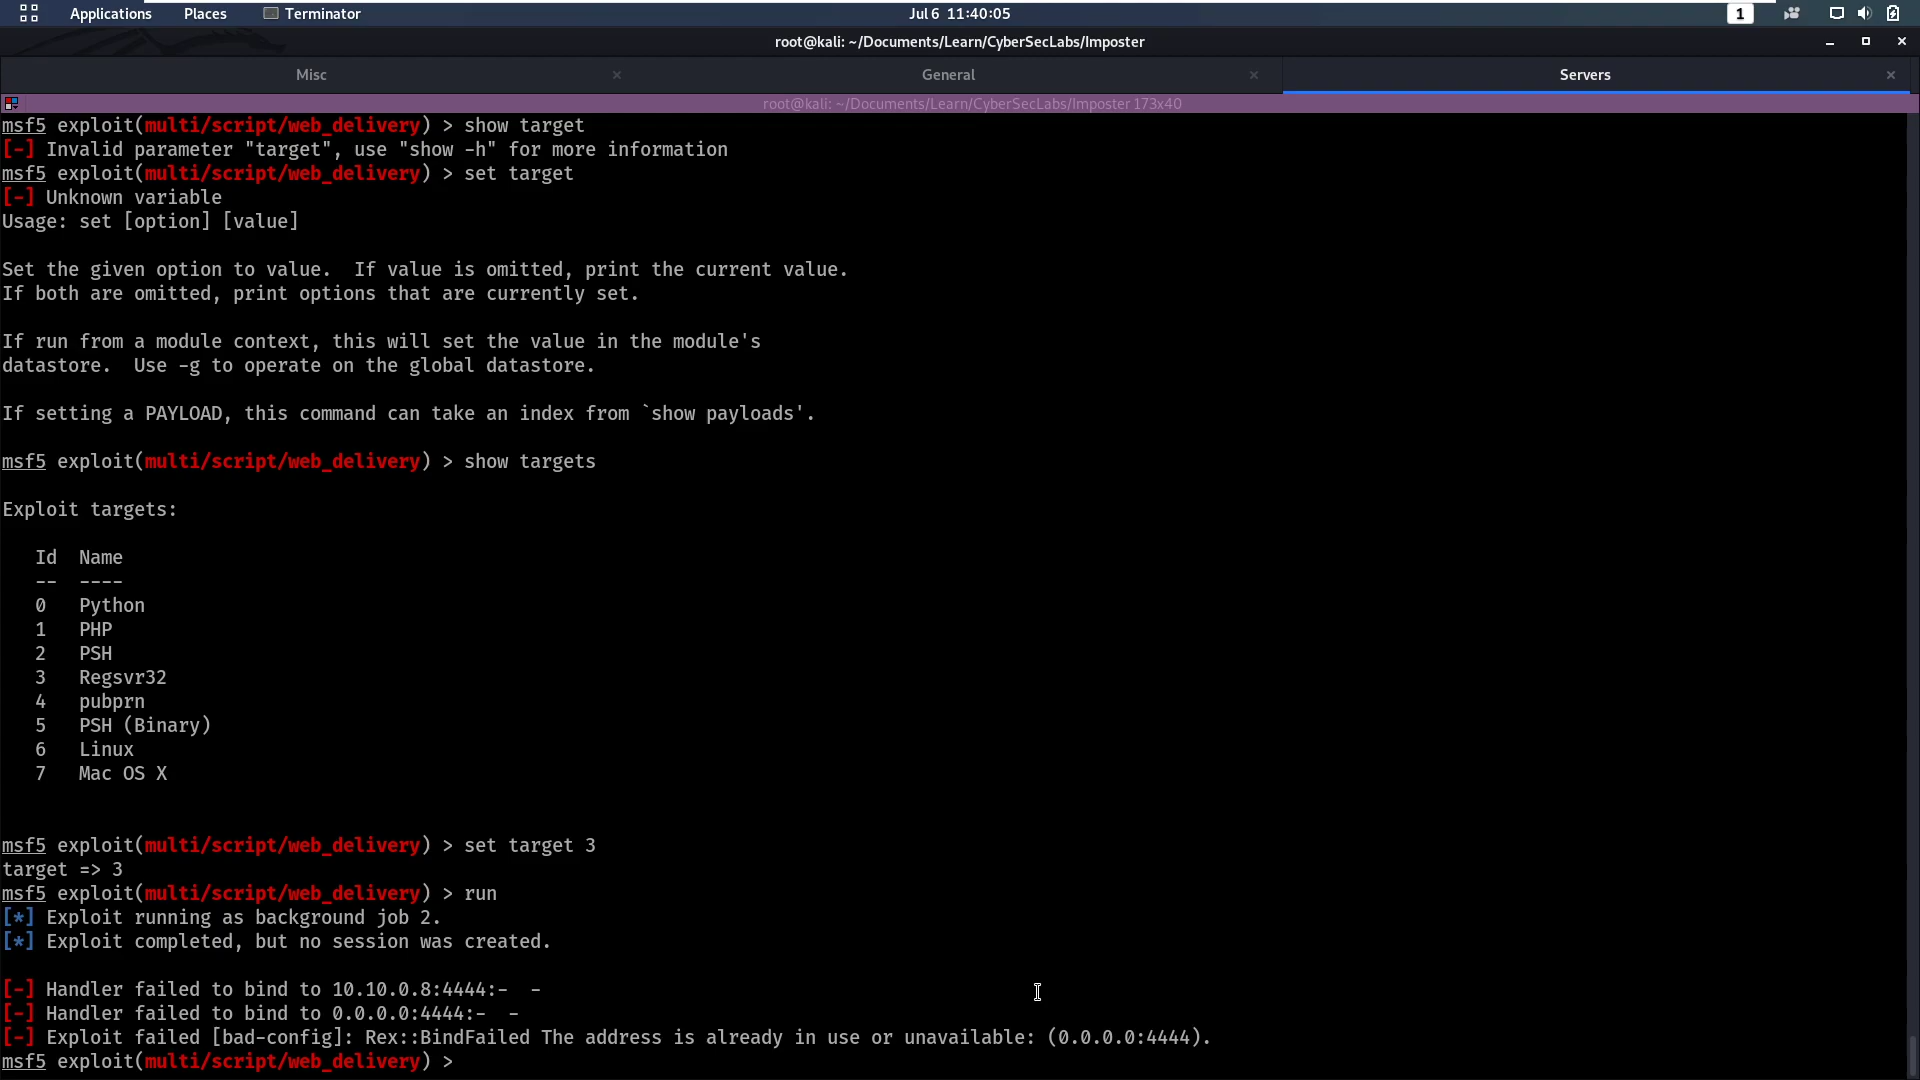 Applications Places Terminator Jul 6 11:40:05 1
root@kali: ~/Documents/Learn/CyberSecLabs/Imposter
Misc × General × Servers ×
root@kali: ~/Documents/Learn/CyberSecLabs/Imposter 173x40
msf5 exploit(multi/script/web_delivery) > show target
[-] Invalid parameter "target", use "show -h" for more information
msf5 exploit(multi/script/web_delivery) > set target
[-] Unknown variable
Usage: set [option] [value]
Set the given option to value.  If value is omitted, print the current value.
If both are omitted, print options that are currently set.
If run from a module context, this will set the value in the module's
datastore.  Use -g to operate on the global datastore.
If setting a PAYLOAD, this command can take an index from `show payloads'.
msf5 exploit(multi/script/web_delivery) > show targets
Exploit targets:
Id  Name
--  ----
0   Python
1   PHP
2   PSH
3   Regsvr32
4   pubprn
5   PSH (Binary)
6   Linux
7   Mac OS X
msf5 exploit(multi/script/web_delivery) > set target 3
target => 3
msf5 exploit(multi/script/web_delivery) > run
[*] Exploit running as background job 2.
[*] Exploit completed, but no session was created.
[-] Handler failed to bind to 10.10.0.8:4444:-  -
[-] Handler failed to bind to 0.0.0.0:4444:-  -
[-] Exploit failed [bad-config]: Rex::BindFailed The address is already in use or unavailable: (0.0.0.0:4444).
msf5 exploit(multi/script/web_delivery) >